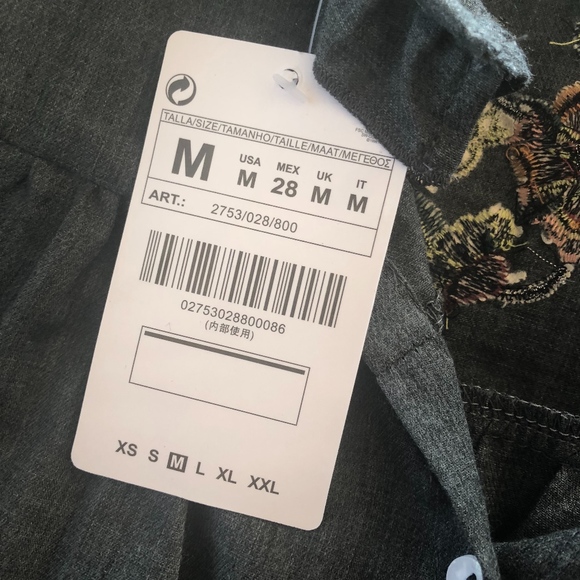 TALLA/SIZE/TAMANHO/TAILLE/MAAT/ΜΕΓΕΘΟΣ
M USA M MEX 28 UK M IT M
ART.: 2753/028/800
02753028800086
(内部使用)
XS S M L XL XXL